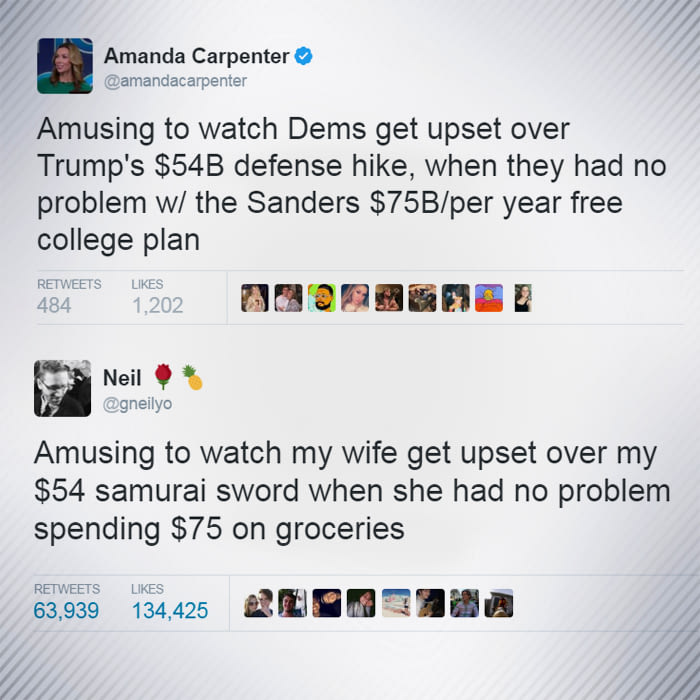 Amanda Carpenter
@amandacarpenter
Amusing to watch Dems get upset over
Trump's $54B defense hike, when they had no
problem w/ the Sanders $75B/per year free
college plan
RETWEETS LIKES
484 1,202
Neil
@gneilyo
Amusing to watch my wife get upset over my
$54 samurai sword when she had no problem
spending $75 on groceries
RETWEETS LIKES
63,939 134,425